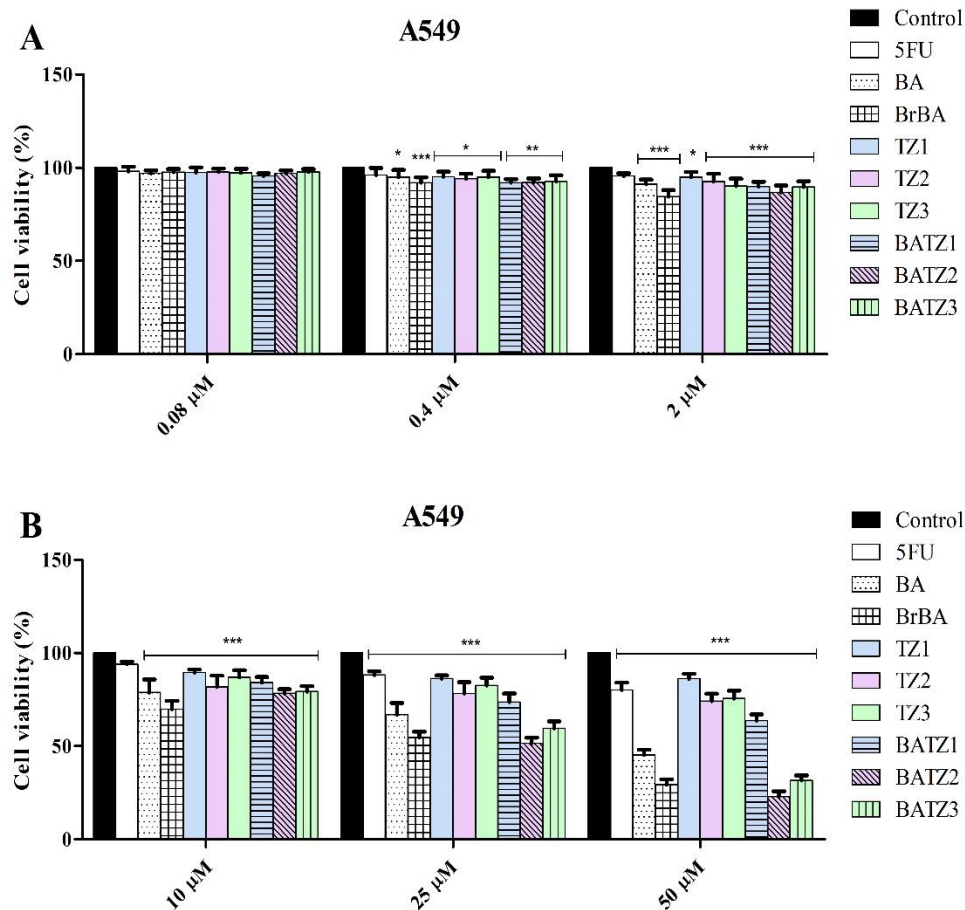 A
A549
Cell viability (%)
150
100
50
0
* *** * ** *** * ***
0.08 µM 0.4 µM 2 µM
Control
5FU
BA
BrBA
TZ1
TZ2
TZ3
BATZ1
BATZ2
BATZ3
B
A549
Cell viability (%)
150
100
50
0
*** *** ***
10 µM 25 µM 50 µM
Control
5FU
BA
BrBA
TZ1
TZ2
TZ3
BATZ1
BATZ2
BATZ3